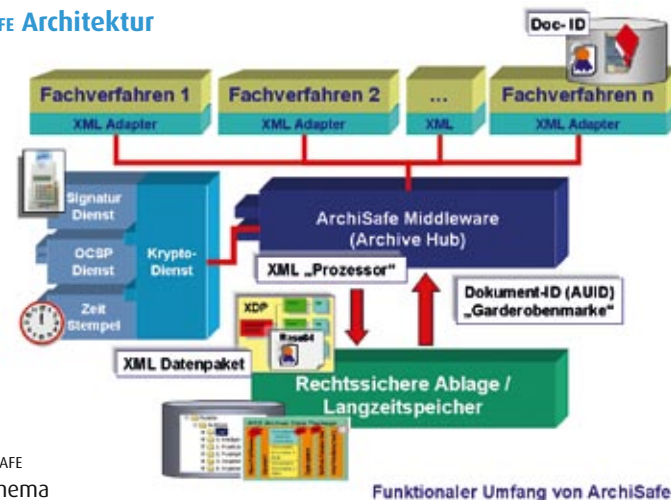 FE Architektur
Doc-ID
Fachverfahren 1
XML Adapter
Fachverfahren 2
XML Adapter
...
XML
Fachverfahren n
XML Adapter
Signatur
Dienst
OCSP
Dienst
Zeit
Stempel
Krypto-
Dienst
ArchiSafe Middleware
(Archive Hub)
XML „Prozessor“
Dokument-ID (AUID)
„Garderobenmarke“
XDP
Base64
XML Datenpaket
Rechtssichere Ablage /
Langzeitspeicher
AFE
hema
Funktionaler Umfang von ArchiSafe